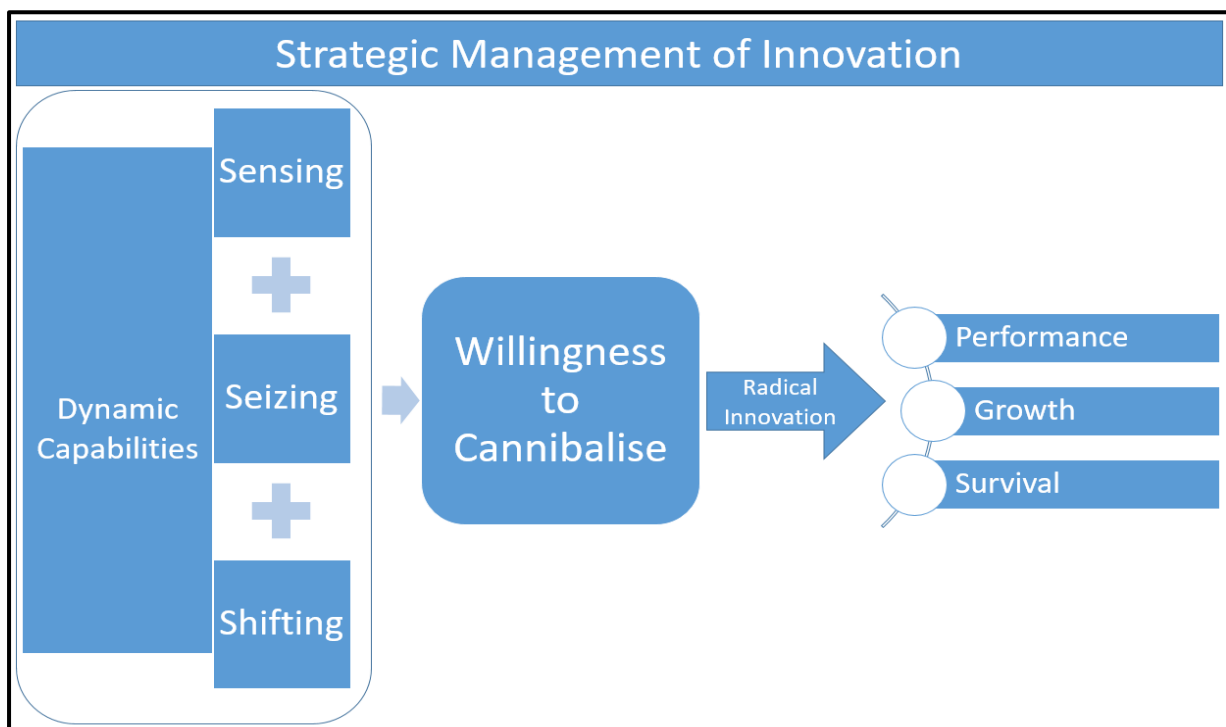 Strategic Management of Innovation
Dynamic
Capabilities
Sensing
Seizing
Shifting
Willingness
to
Cannibalise
Radical
Innovation
Performance
Growth
Survival